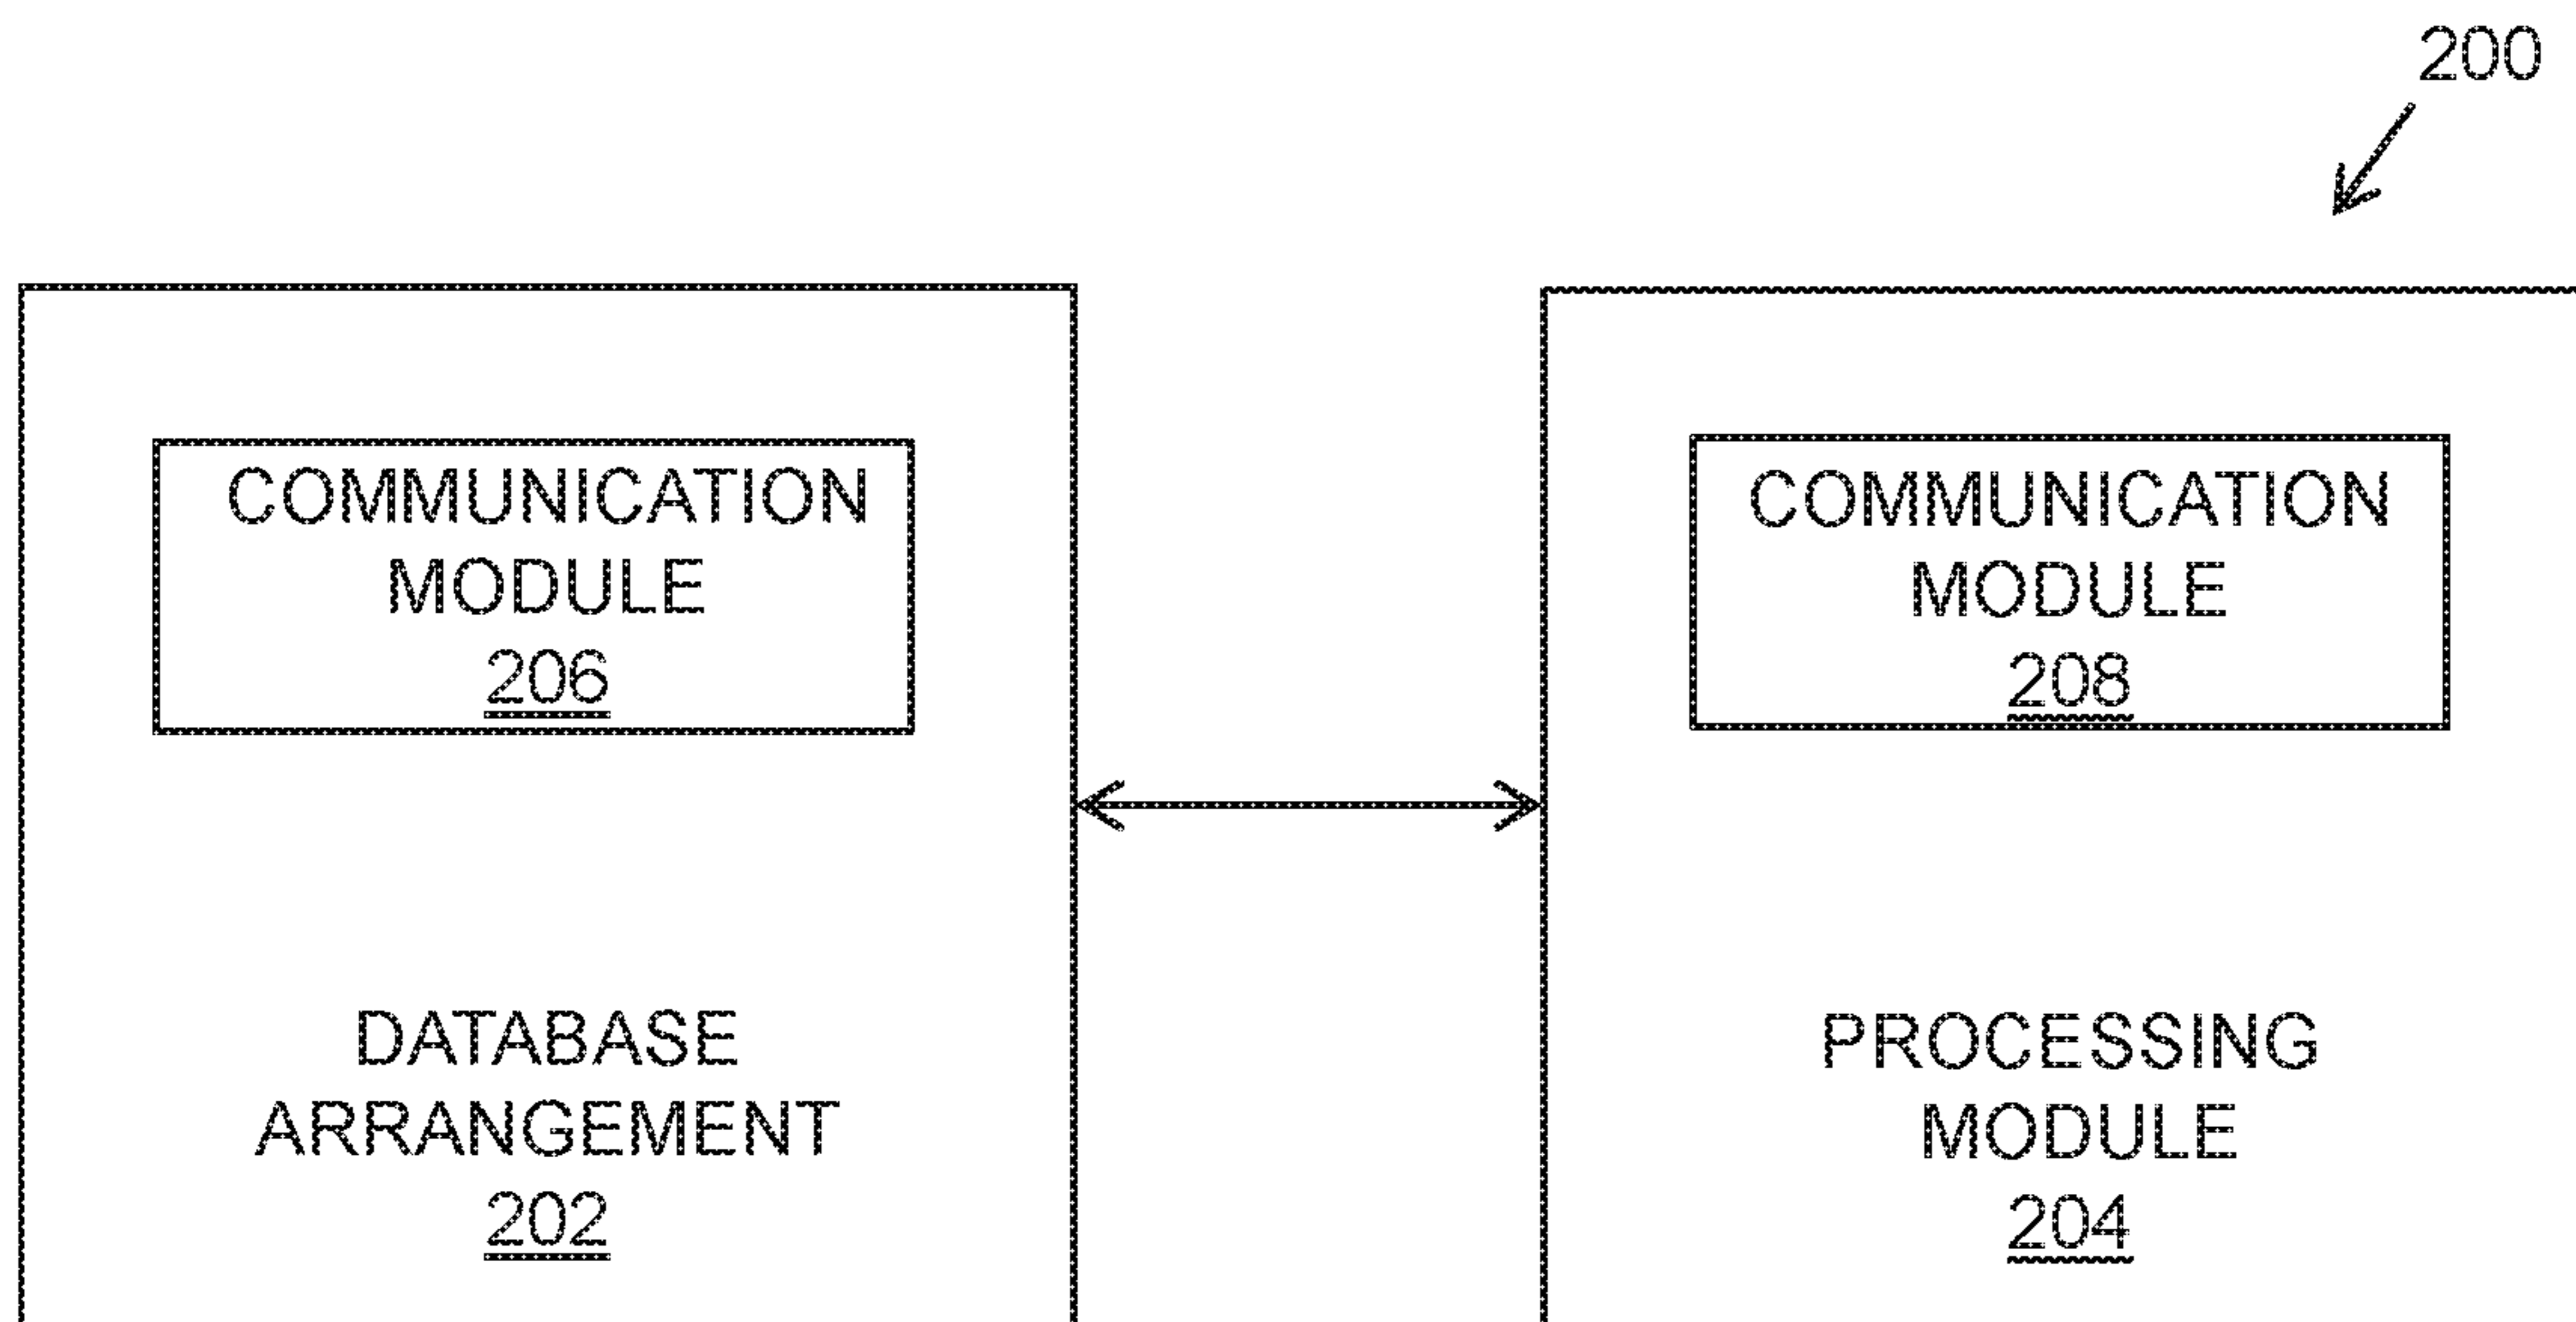 200
COMMUNICATION
MODULE
206
COMMUNICATION
MODULE
208
DATABASE
ARRANGEMENT
202
PROCESSING
MODULE
204